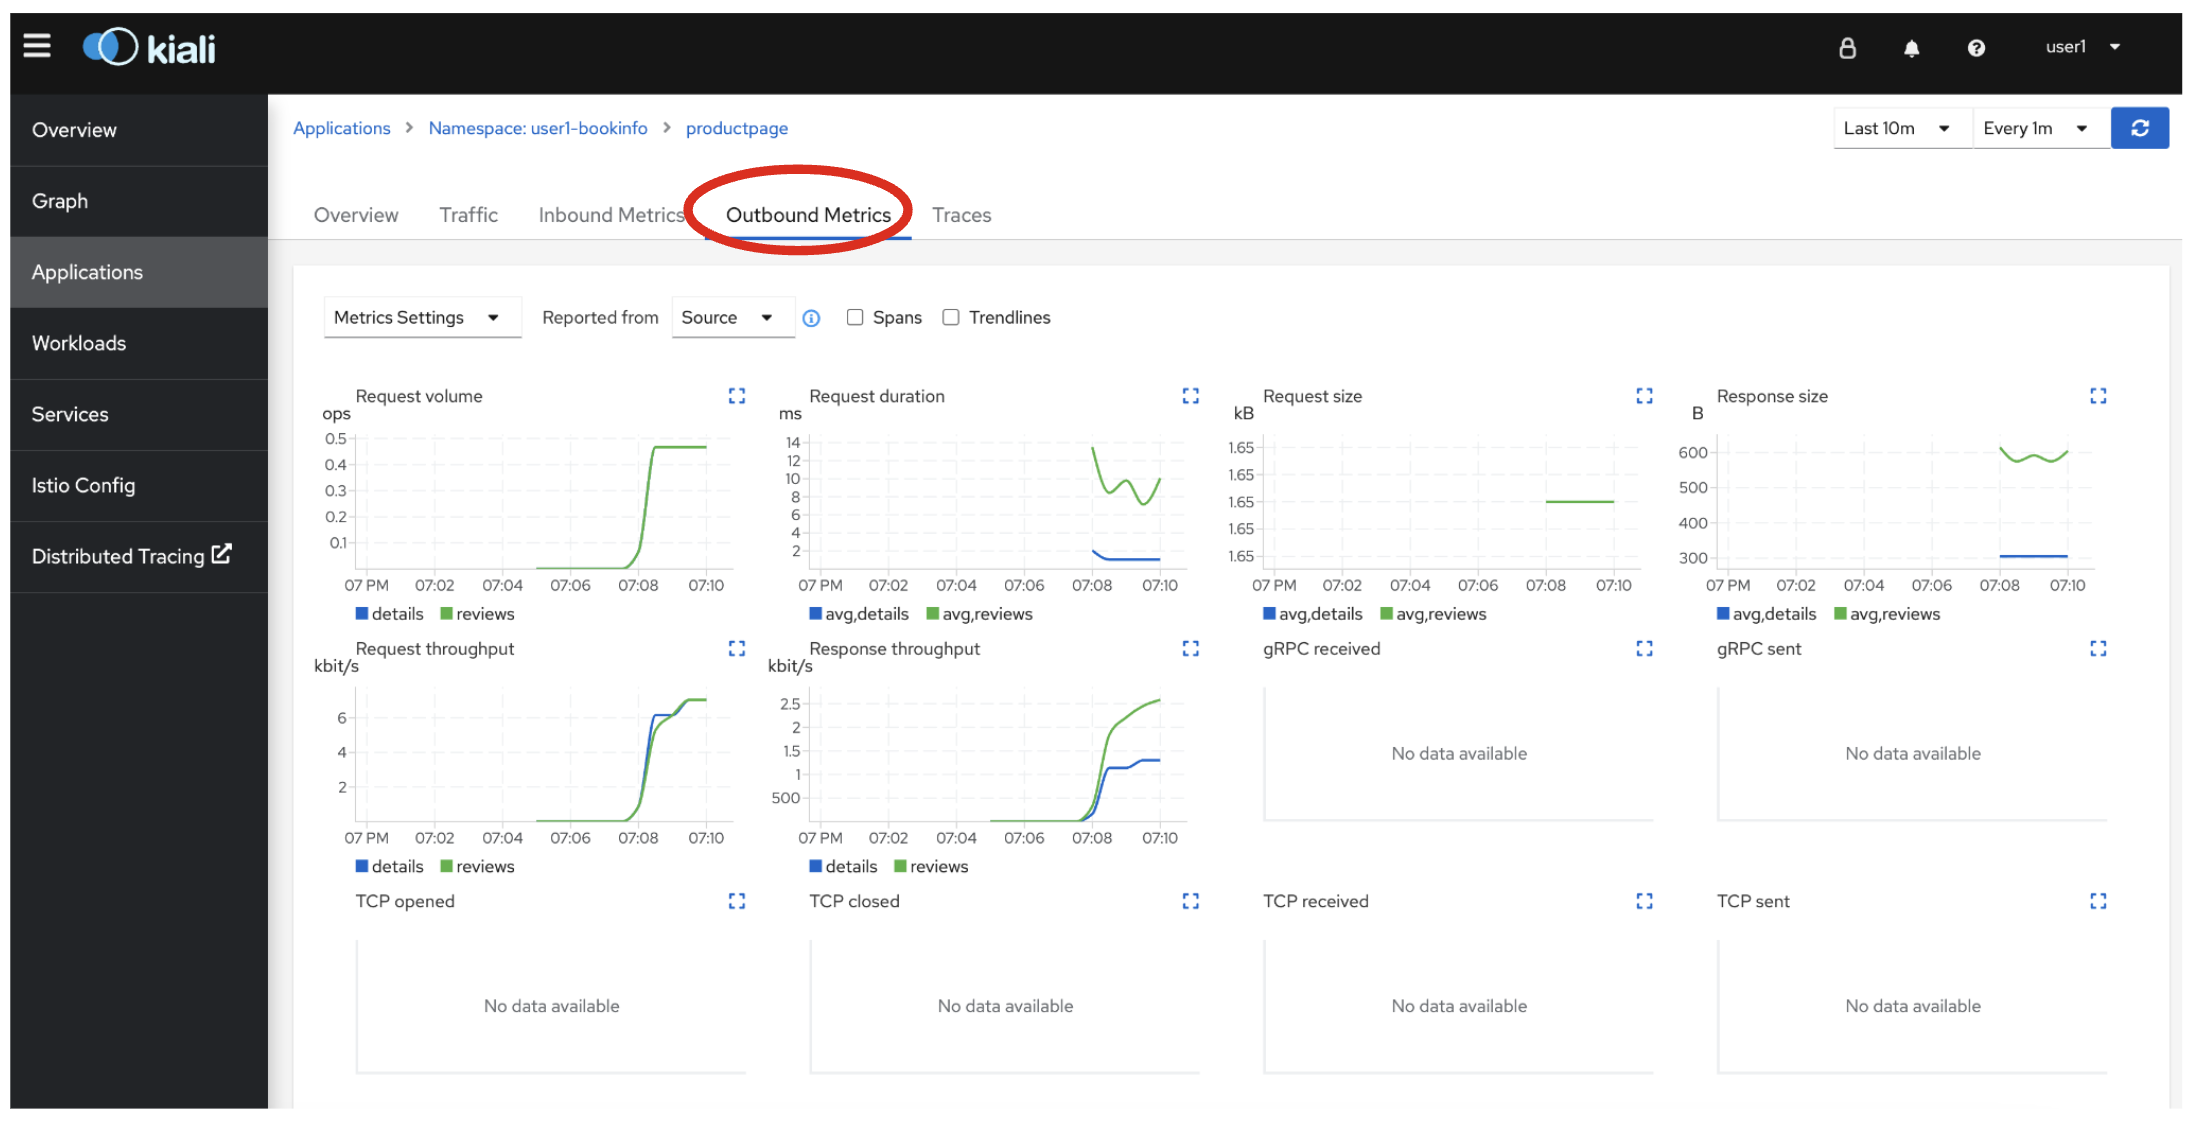 kiali
user1
Overview
Graph
Applications
Workloads
Services
Istio Config
Distributed Tracing
Applications > Namespace: user1-bookinfo > productpage
Last 10m Every 1m
Overview Traffic Inbound Metrics Outbound Metrics Traces
Metrics Settings Reported from Source Spans Trendlines
Request volume
ops
0.5
0.4
0.3
0.2
0.1
07 PM 07:02 07:04 07:06 07:08 07:10
details reviews
Request duration
ms
14
12
10
8
6
4
2
07 PM 07:02 07:04 07:06 07:08 07:10
avg,details avg,reviews
Request size
kB
1.65
1.65
1.65
1.65
1.65
07 PM 07:02 07:04 07:06 07:08 07:10
avg,details avg,reviews
Response size
B
600
500
400
300
07 PM 07:02 07:04 07:06 07:08 07:10
avg,details avg,reviews
Request throughput
kbit/s
6
4
2
07 PM 07:02 07:04 07:06 07:08 07:10
details reviews
Response throughput
kbit/s
2.5
2
1.5
1
500
07 PM 07:02 07:04 07:06 07:08 07:10
details reviews
gRPC received
No data available
gRPC sent
No data available
TCP opened
No data available
TCP closed
No data available
TCP received
No data available
TCP sent
No data available